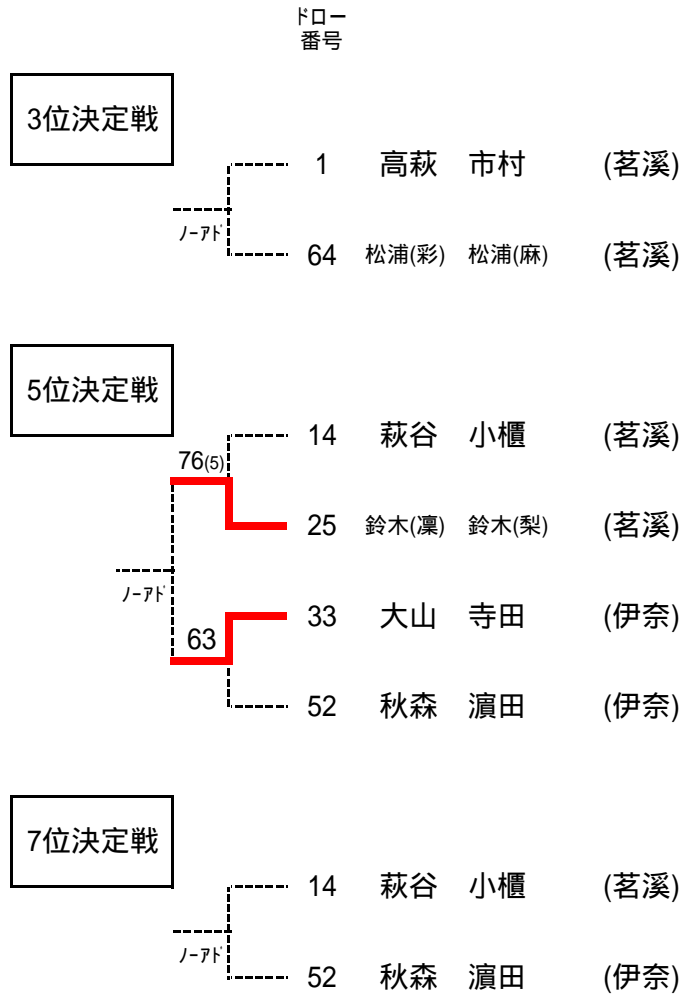 ﾄﾞロー
番号
3位決定戦
1 高萩 市村 (茗溪)
ﾉｰｱﾄﾞ
64 松浦(彩) 松浦(麻) (茗溪)
5位決定戦
14 萩谷 小櫃 (茗溪)
76(5)
25 鈴木(凜) 鈴木(梨) (茗溪)
ﾉｰｱﾄﾞ
33 大山 寺田 (伊奈)
63
52 秋森 濵田 (伊奈)
7位決定戦
14 萩谷 小櫃 (茗溪)
ﾉｰｱﾄﾞ
52 秋森 濵田 (伊奈)